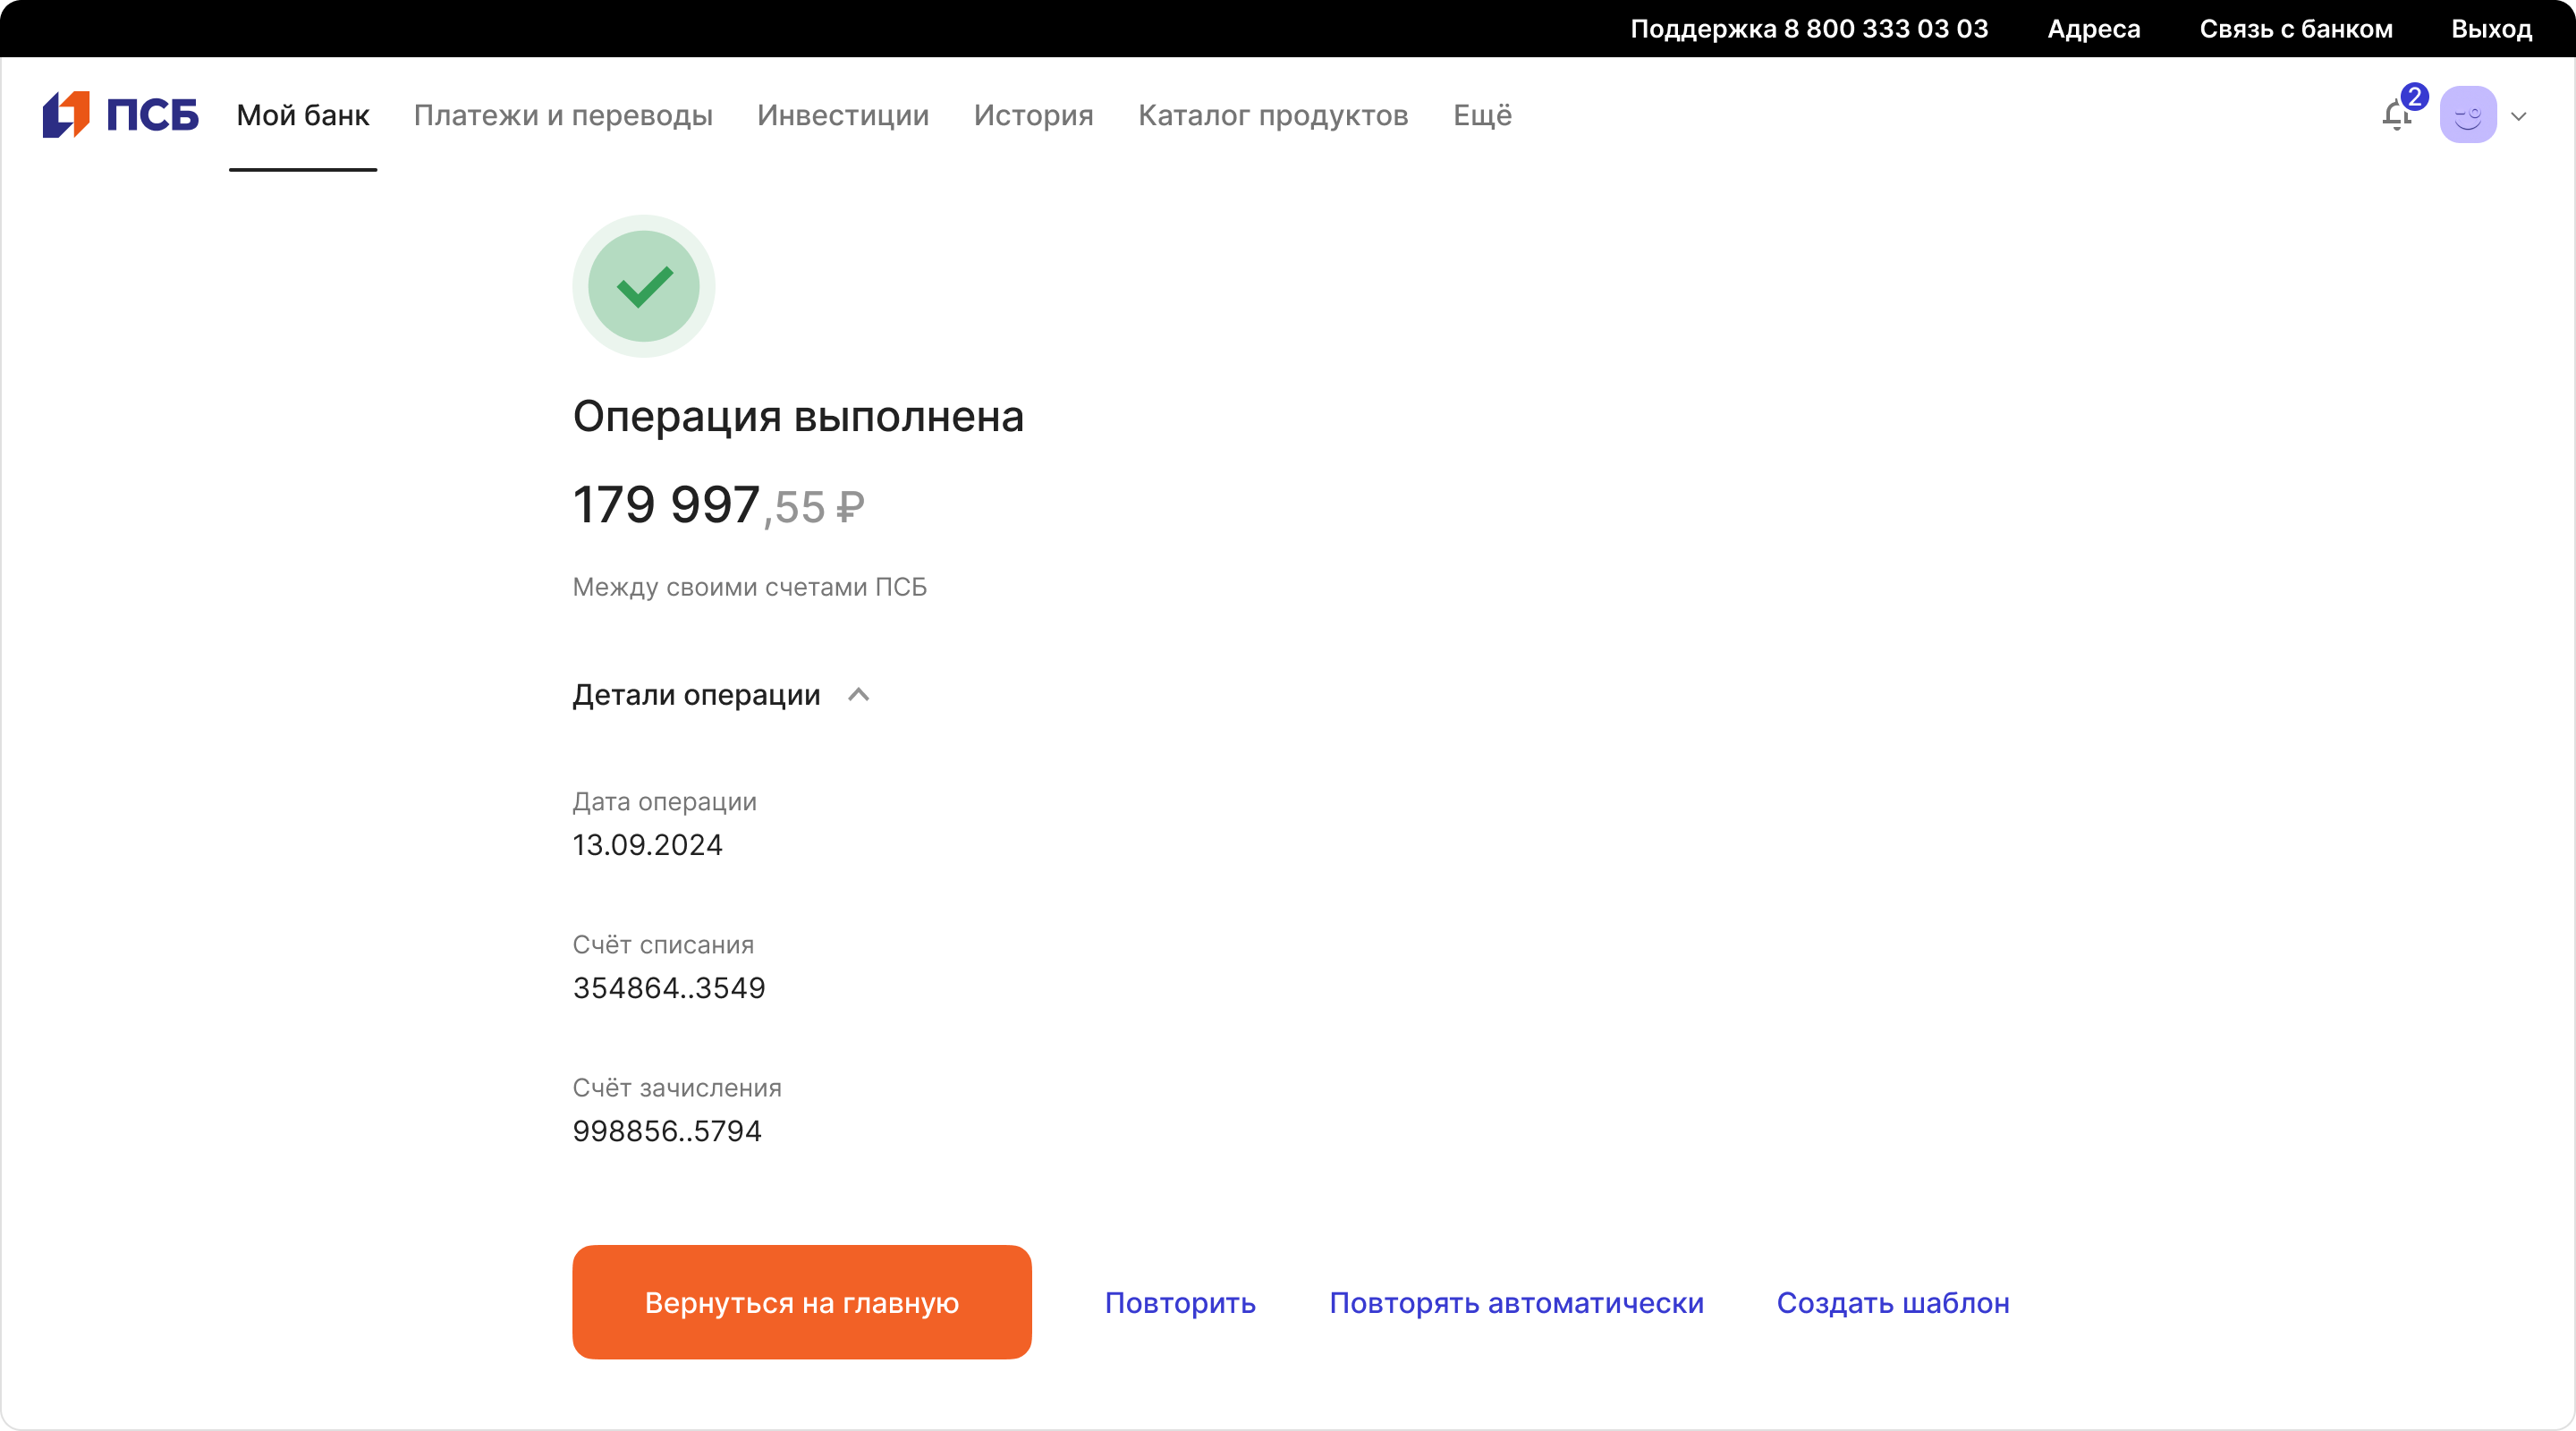 Поддержка 8 800 333 03 03 Адреса Связь с банком Выход
ПСБ Мой банк Платежи и переводы Инвестиции История Каталог продуктов Ещё 2
Операция выполнена
179 997,55 ₽
Между своими счетами ПСБ
Детали операции
Дата операции
13.09.2024
Счёт списания
354864..3549
Счёт зачисления
998856..5794
Вернуться на главную Повторить Повторять автоматически Создать шаблон